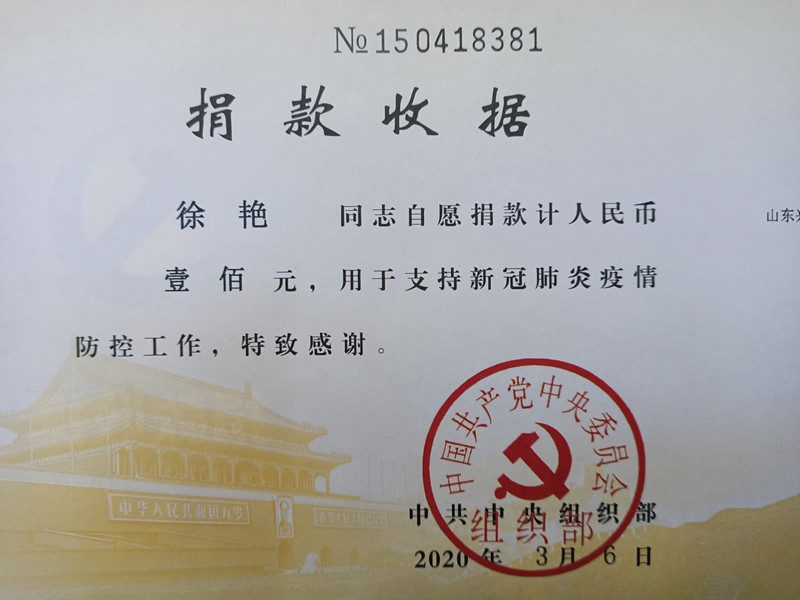 №150418381
捐款收据
徐艳 同志自愿捐款计人民币
山东
壹佰元，用于支持新冠肺炎疫情
防控工作，特致感谢。
中国共产党中央委员会
组织部
中共中央组织部
2020年3月6日
中华人民共和国万岁